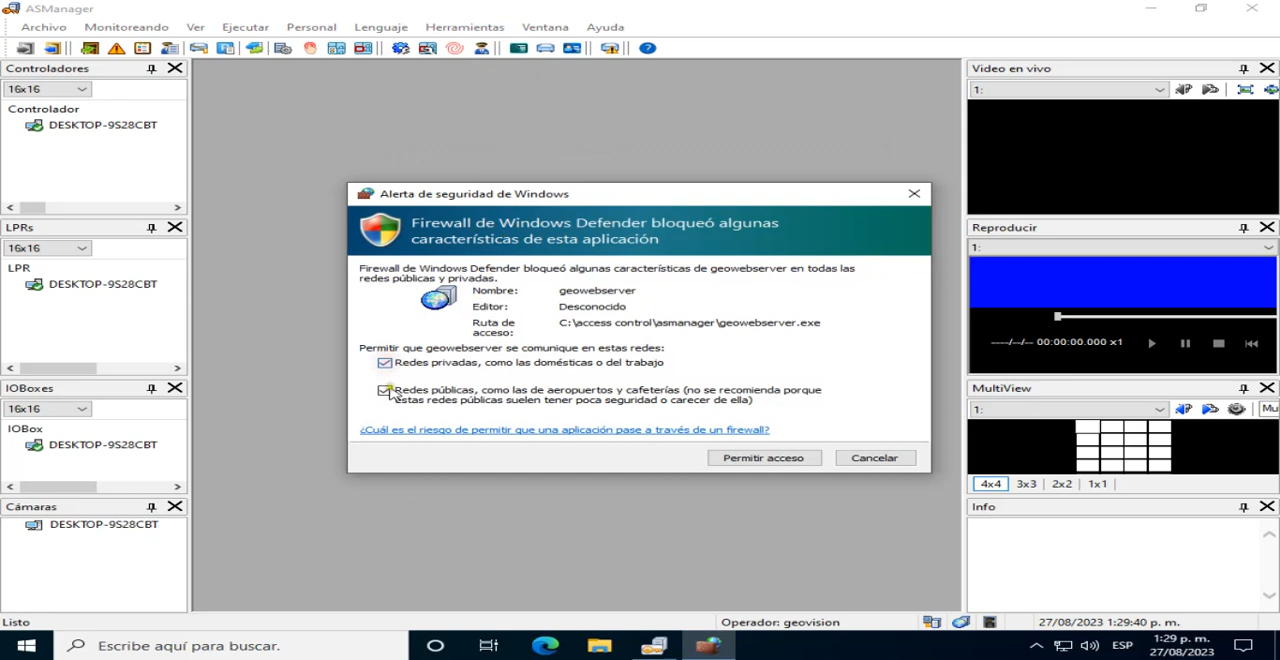 ASManager
Archivo Monitoreando Ver Ejecutar Personal Lenguaje Herramientas Ventana Ayuda
Controladores
16x16
Controlador
DESKTOP-9S28CBT
LPRs
16x16
LPR
DESKTOP-9S28CBT
IOBoxes
16x16
IOBox
DESKTOP-9S28CBT
Cámaras
DESKTOP-9S28CBT
Alerta de seguridad de Windows
Firewall de Windows Defender bloqueó algunas
características de esta aplicación
Firewall de Windows Defender bloqueó algunas características de geowebserver en todas las
redes públicas y privadas.
Nombre: geowebserver
Editor: Desconocido
Ruta de C:\access control\asmanager\geowebserver.exe
acceso:
Permitir que geowebserver se comunique en estas redes:
Redes privadas, como las domésticas o del trabajo
Redes públicas, como las de aeropuertos y cafeterías (no se recomienda porque
estas redes públicas suelen tener poca seguridad o carecer de ella)
¿Cuál es el riesgo de permitir que una aplicación pase a través de un firewall?
Permitir acceso Cancelar
Video en vivo
1:
Reproducir
1:
----/--/-- 00:00:00.000 x1
MultiView
1: Mu
4x4 3x3 2x2 1x1
Info
Listo Operador: geovision 27/08/2023 1:29:40 p. m.
Escribe aquí para buscar. ESP 1:29 p. m.
27/08/2023